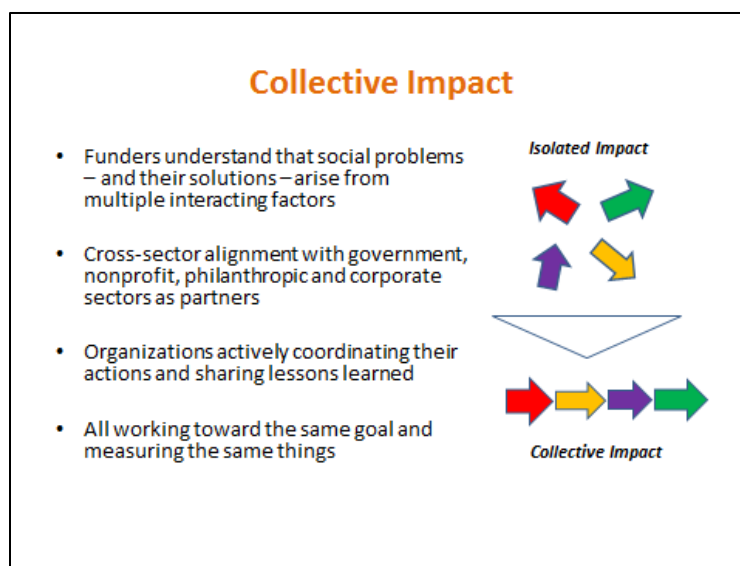 Collective Impact
• Funders understand that social problems
– and their solutions – arise from
multiple interacting factors
• Cross-sector alignment with government,
nonprofit, philanthropic and corporate
sectors as partners
• Organizations actively coordinating their
actions and sharing lessons learned
• All working toward the same goal and
measuring the same things
Isolated Impact
Collective Impact